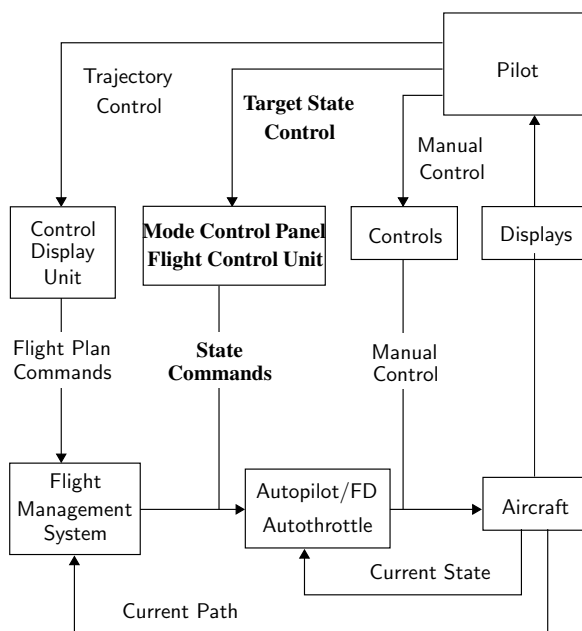 Pilot
Trajectory
Control
Target State
Control
Manual
Control
Control
Display
Unit
Mode Control Panel
Flight Control Unit
Controls
Displays
Flight Plan
Commands
State
Commands
Manual
Control
Flight
Management
System
Autopilot/FD
Autothrottle
Aircraft
Current State
Current Path